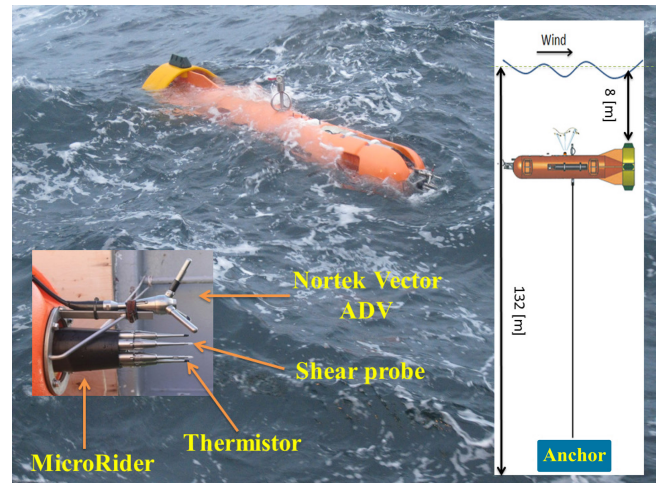 Wind
8 [m]
132 [m]
Nortek Vector
ADV
Shear probe
Thermistor
MicroRider
Anchor